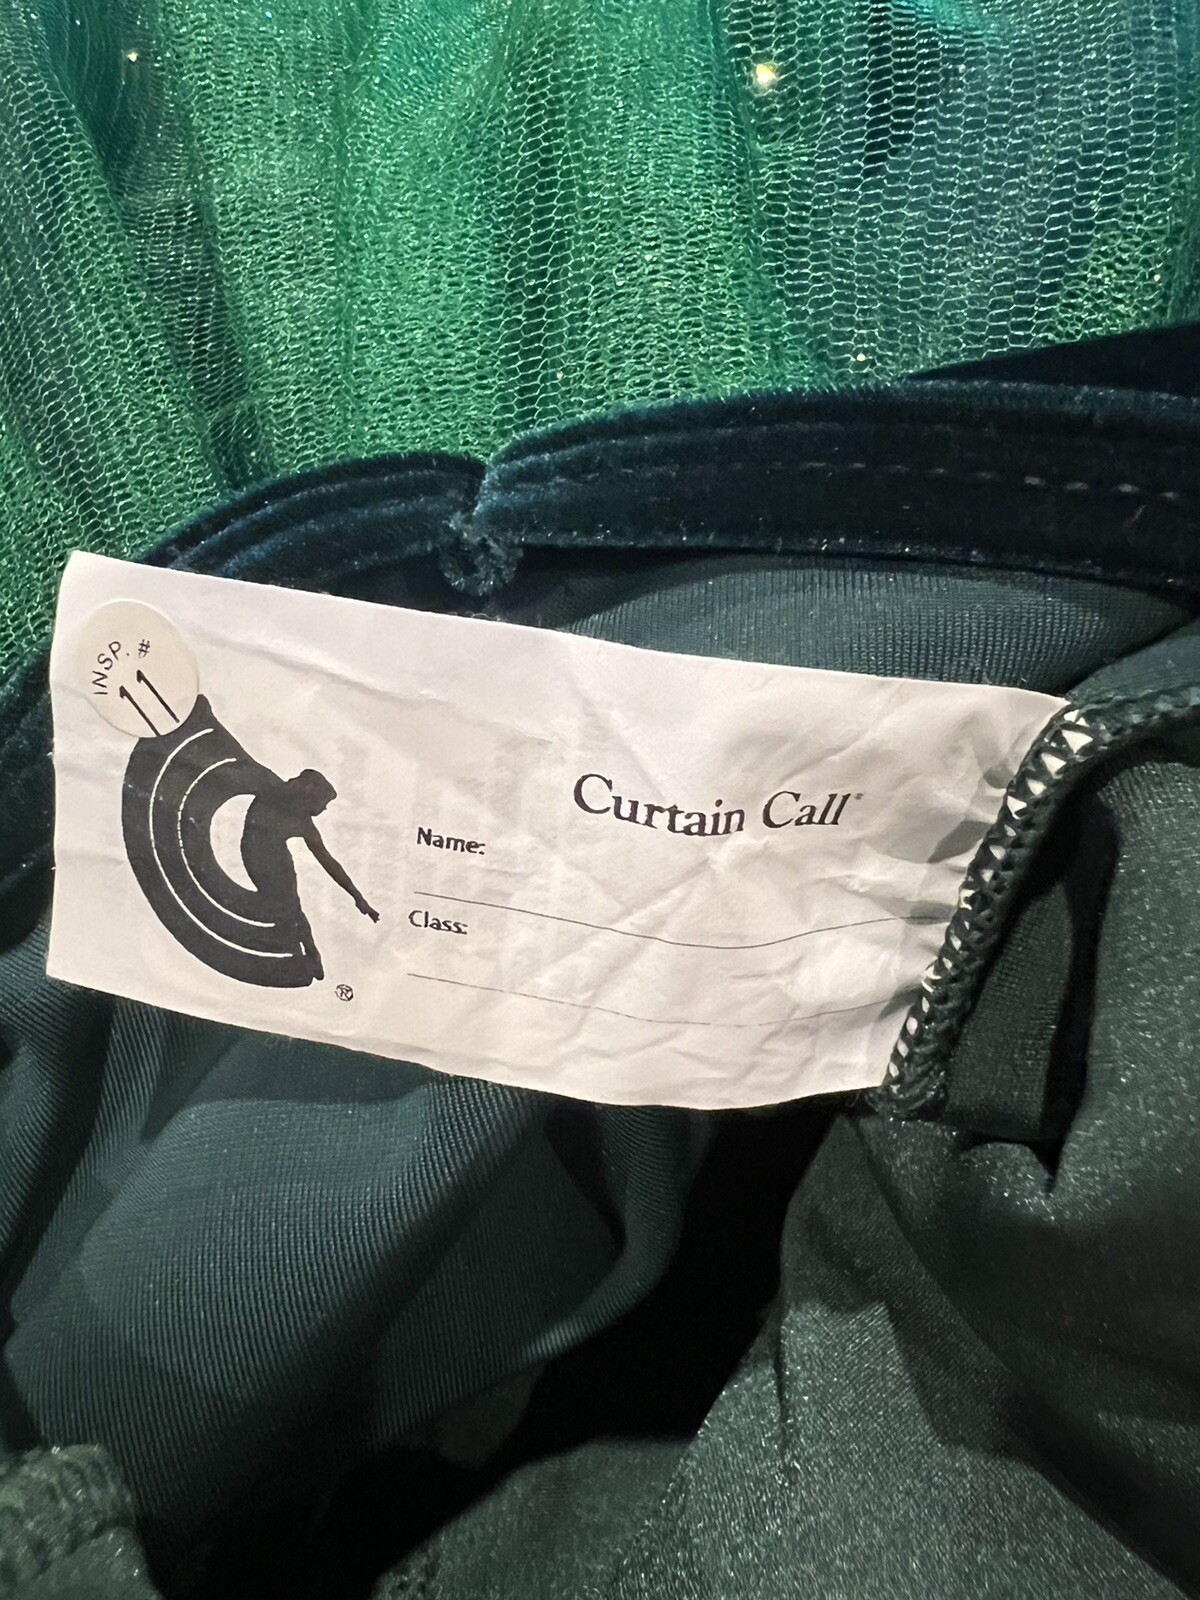 INSP. #
11
Curtain Call®
Name:
Class:
®